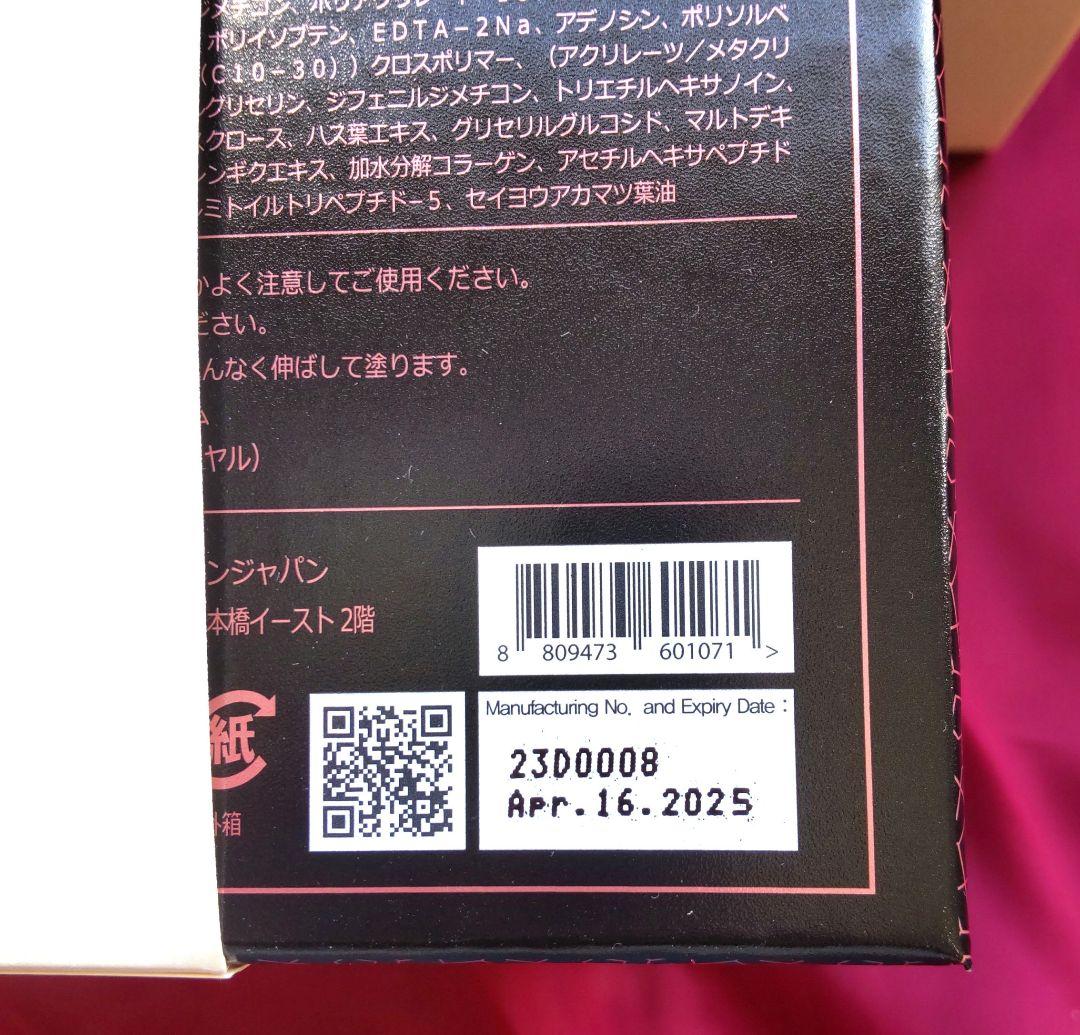 ポリイソブテン、EDTA-2Na、アデノシン、ポリソルベ
(C10-30))クロスポリマー、(アクリレーツ/メタクリ
グリセリン、ジフェニルジメチコン、トリエチルヘキサノイン、
スクロース、ハス葉エキス、グリセリルグルコシド、マルトデキ
レンギクエキス、加水分解コラーゲン、アセチルヘキサペプチド
ルミトイルトリペプチド-5、セイヨウアカマツ葉油
かよく注意してご使用ください。
ださい。
んなく伸ばして塗ります。
A
ヤル)
ンジャパン
本橋イースト2階
紙
外箱
8 809473 601071 >
Manufacturing No. and Expiry Date :
23D0008
Apr.16.2025